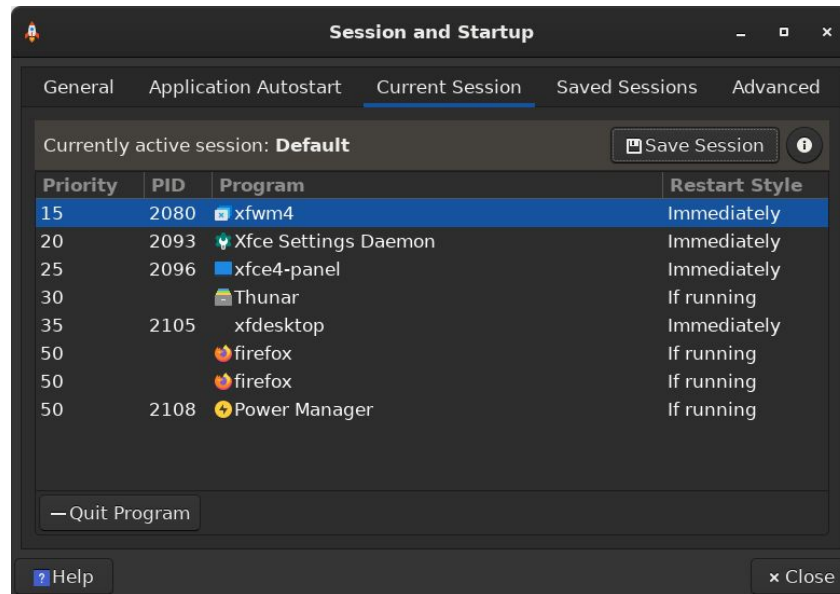 Session and Startup
General Application Autostart Current Session Saved Sessions Advanced
Currently active session: Default Save Session
Priority PID Program Restart Style
15 2080 xfwm4 Immediately
20 2093 Xfce Settings Daemon Immediately
25 2096 xfce4-panel Immediately
30 Thunar If running
35 2105 xfdesktop Immediately
50 firefox If running
50 firefox If running
50 2108 Power Manager If running
Quit Program
Help Close